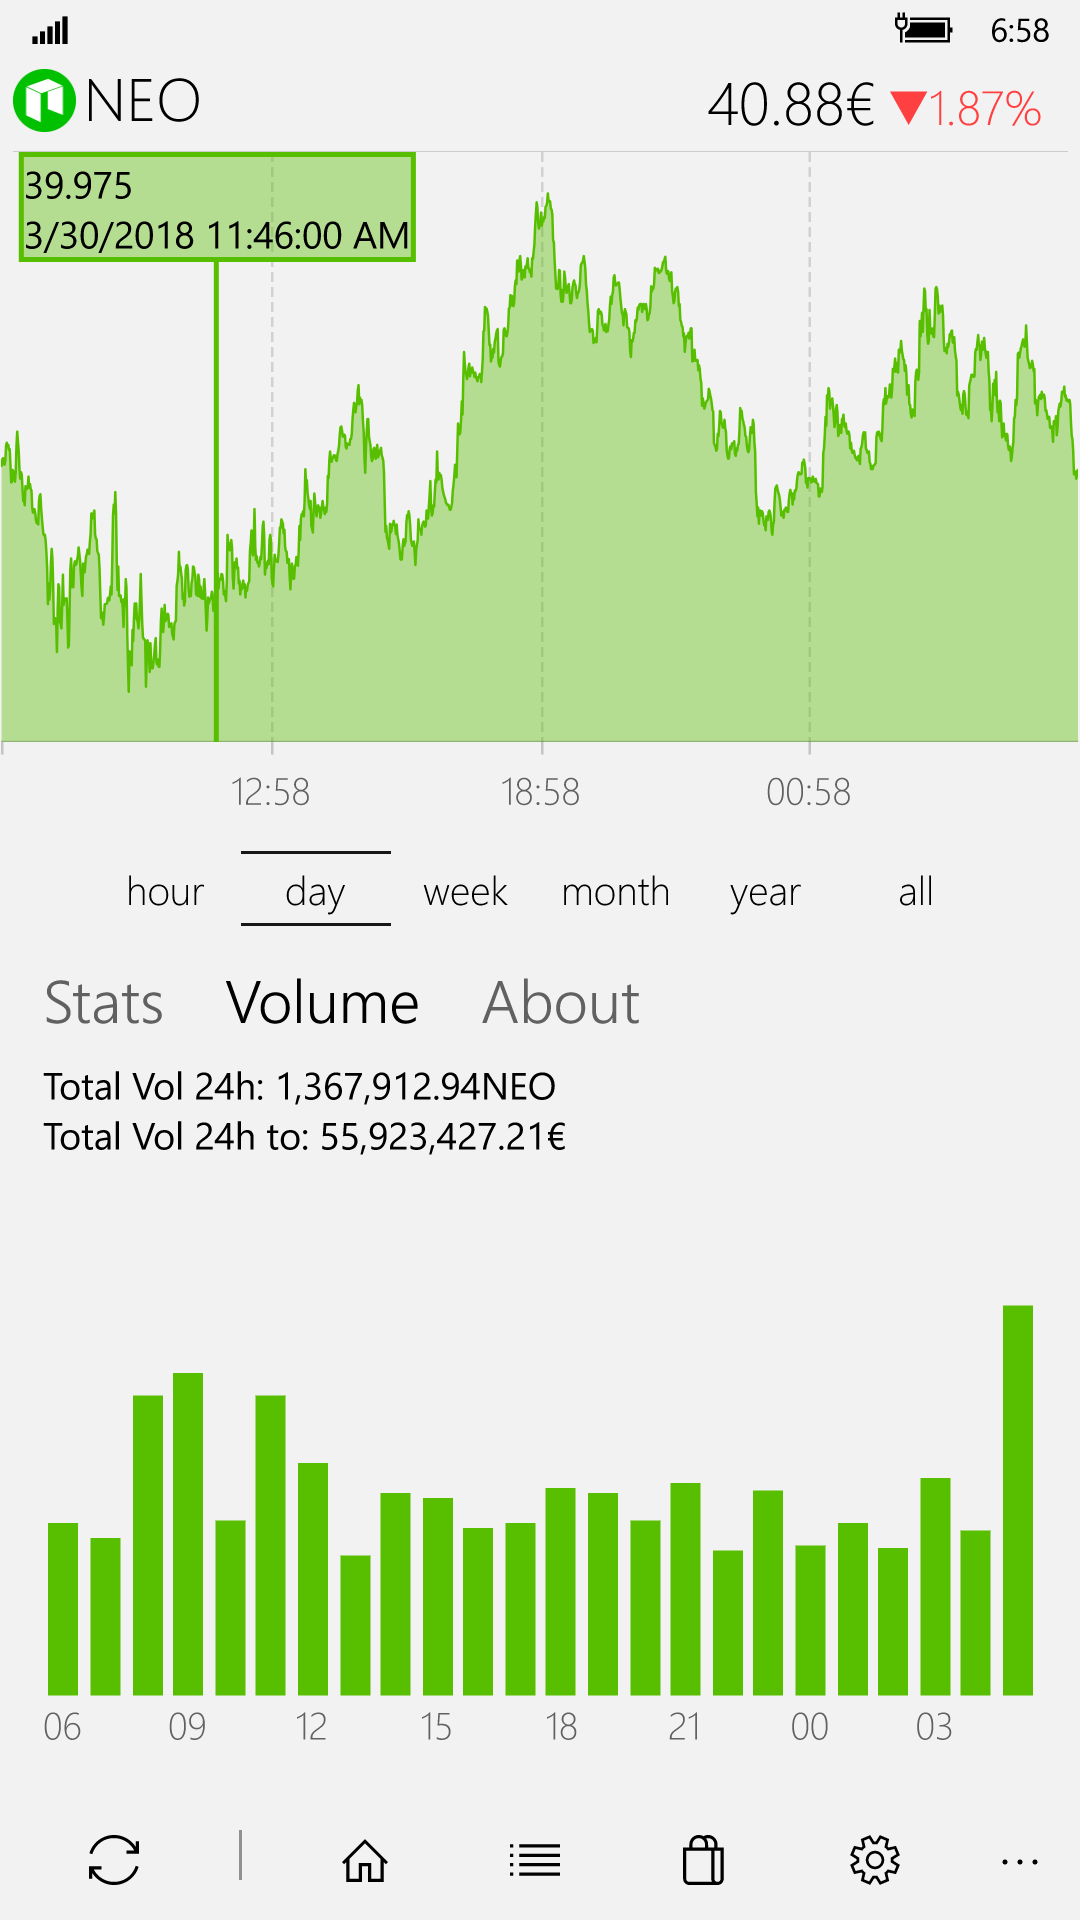 6:58
NEO
40.88€ ▼1.87%
39.975
3/30/2018 11:46:00 AM
12:58 18:58 00:58
hour day week month year all
Stats Volume About
Total Vol 24h: 1,367,912.94NEO
Total Vol 24h to: 55,923,427.21€
06 09 12 15 18 21 00 03